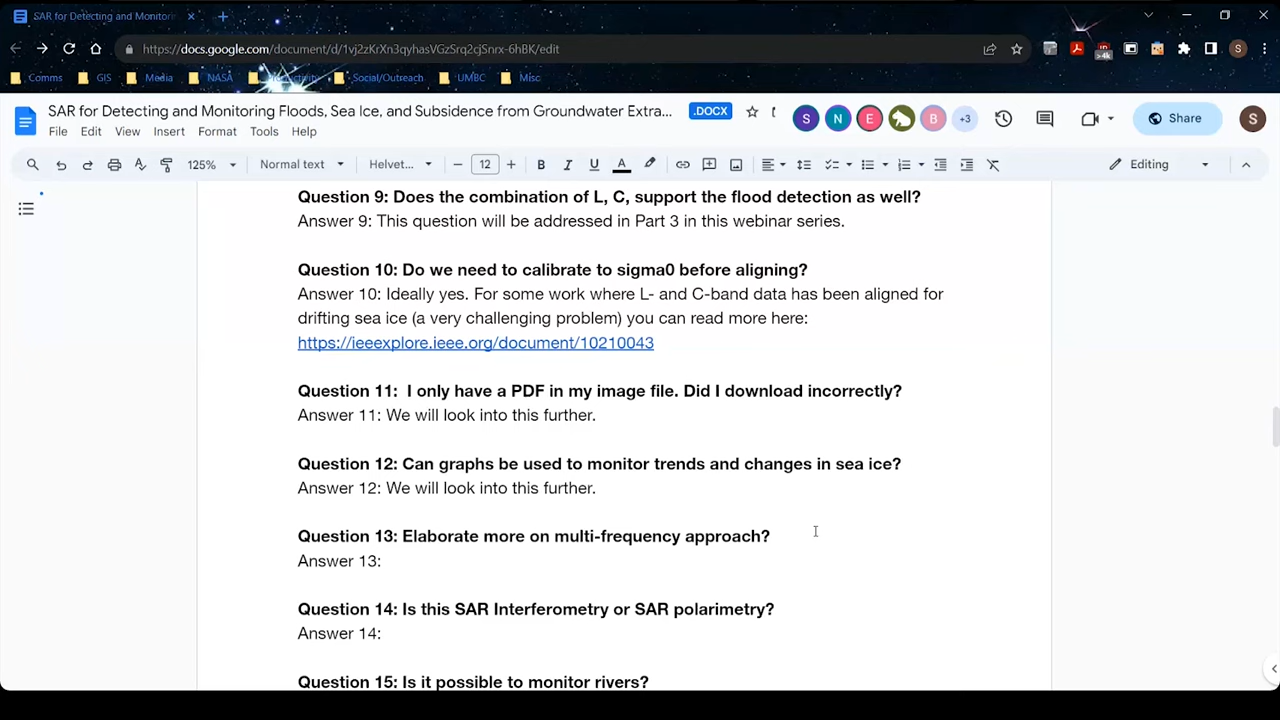 SAR for Detecting and Monitorin
https://docs.google.com/document/d/1vj2zKrXn3qyhasVGzSrq2cjSnrx-6hBK/edit
S
Comms GIS Media NASA Productivity Social/Outreach UMBC Misc
SAR for Detecting and Monitoring Floods, Sea Ice, and Subsidence from Groundwater Extra... .DOCX
S N E B +3 Share S
File Edit View Insert Format Tools Help
125% Normal text Helvet... 12 B I U A Editing
Question 9: Does the combination of L, C, support the flood detection as well?
Answer 9: This question will be addressed in Part 3 in this webinar series.
Question 10: Do we need to calibrate to sigma0 before aligning?
Answer 10: Ideally yes. For some work where L- and C-band data has been aligned for
drifting sea ice (a very challenging problem) you can read more here:
https://ieeexplore.ieee.org/document/10210043
Question 11: I only have a PDF in my image file. Did I download incorrectly?
Answer 11: We will look into this further.
Question 12: Can graphs be used to monitor trends and changes in sea ice?
Answer 12: We will look into this further.
Question 13: Elaborate more on multi-frequency approach?
Answer 13:
Question 14: Is this SAR Interferometry or SAR polarimetry?
Answer 14:
Question 15: Is it possible to monitor rivers?